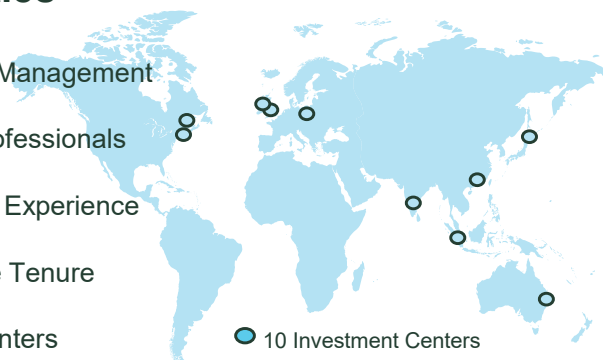 Management
ofessionals
Experience
Tenure
nters
10 Investment Centers